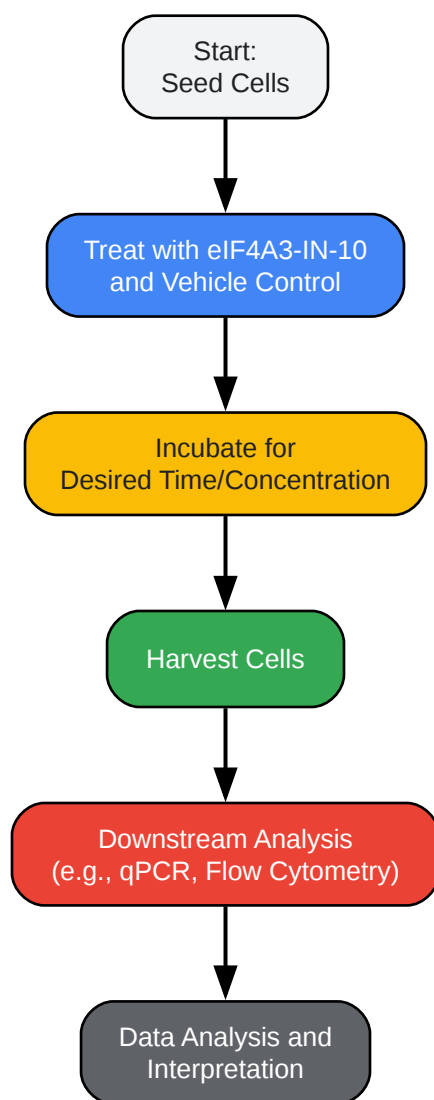 Start:
Seed Cells
Treat with eIF4A3-IN-10
and Vehicle Control
Incubate for
Desired Time/Concentration
Harvest Cells
Downstream Analysis
(e.g., qPCR, Flow Cytometry)
Data Analysis and
Interpretation